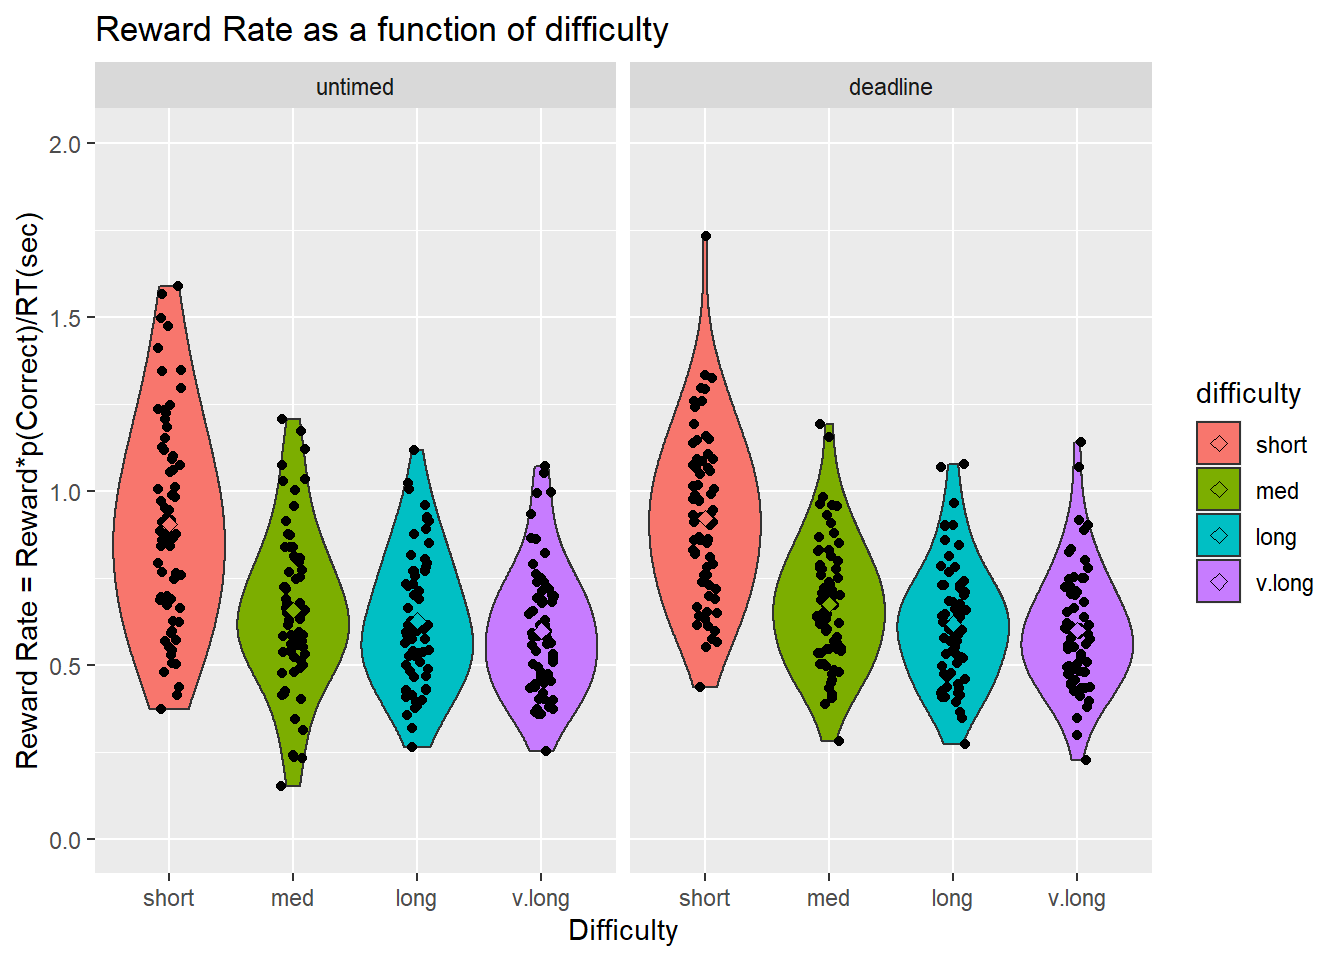 Reward Rate as a function of difficulty
untimed
deadline
Reward Rate = Reward*p(Correct)/RT(sec)
2.0
1.5
1.0
0.5
0.0
short med long v.long
short med long v.long
Difficulty
difficulty
short
med
long
v.long